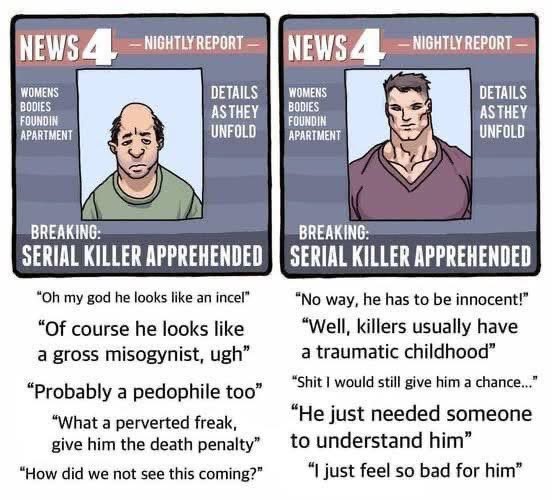 NEWS 4 — NIGHTLY REPORT —
WOMENS
BODIES
FOUNDIN
APARTMENT
DETAILS
AS THEY
UNFOLD
BREAKING:
SERIAL KILLER APPREHENDED
"Oh my god he looks like an incel"
"Of course he looks like
a gross misogynist, ugh"
"Probably a pedophile too"
"What a perverted freak,
give him the death penalty"
"How did we not see this coming?"
NEWS 4 — NIGHTLY REPORT —
WOMENS
BODIES
FOUNDIN
APARTMENT
DETAILS
AS THEY
UNFOLD
BREAKING:
SERIAL KILLER APPREHENDED
"No way, he has to be innocent!"
"Well, killers usually have
a traumatic childhood"
"Shit I would still give him a chance..."
"He just needed someone
to understand him"
"I just feel so bad for him"